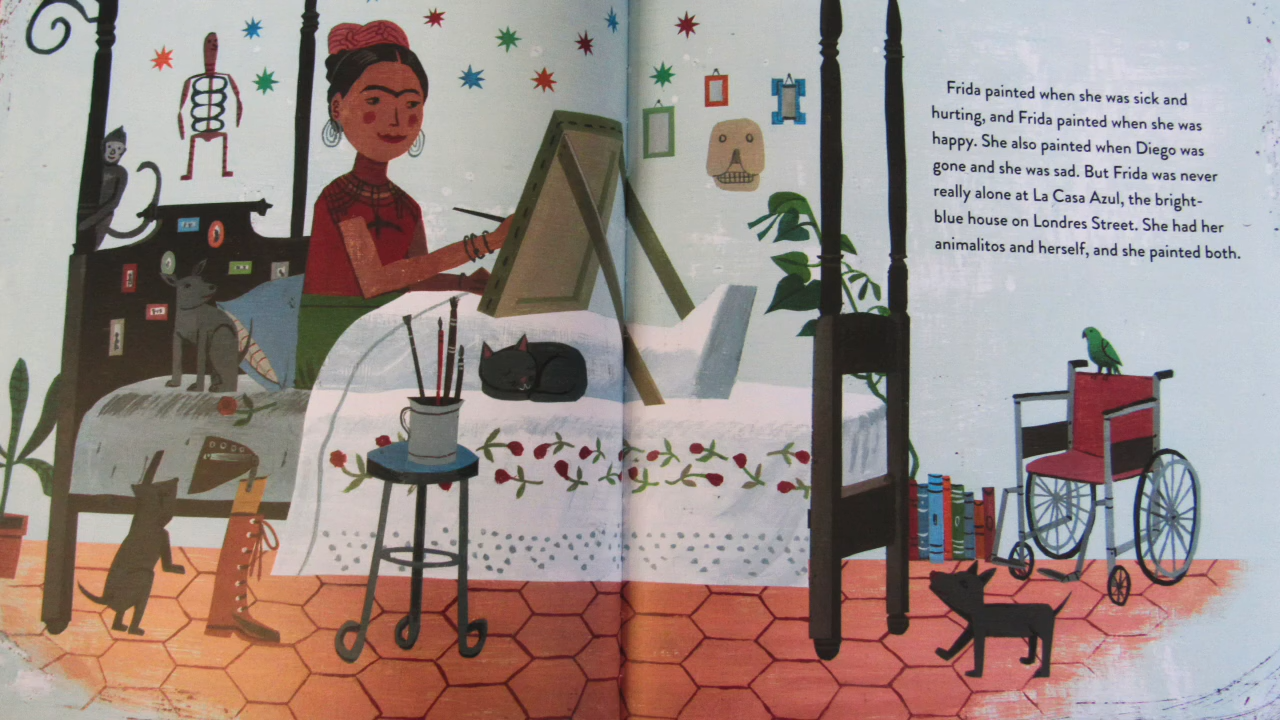 Frida painted when she was sick and
hurting, and Frida painted when she was
happy. She also painted when Diego was
gone and she was sad. But Frida was never
really alone at La Casa Azul, the bright-
blue house on Londres Street. She had her
animalitos and herself, and she painted both.